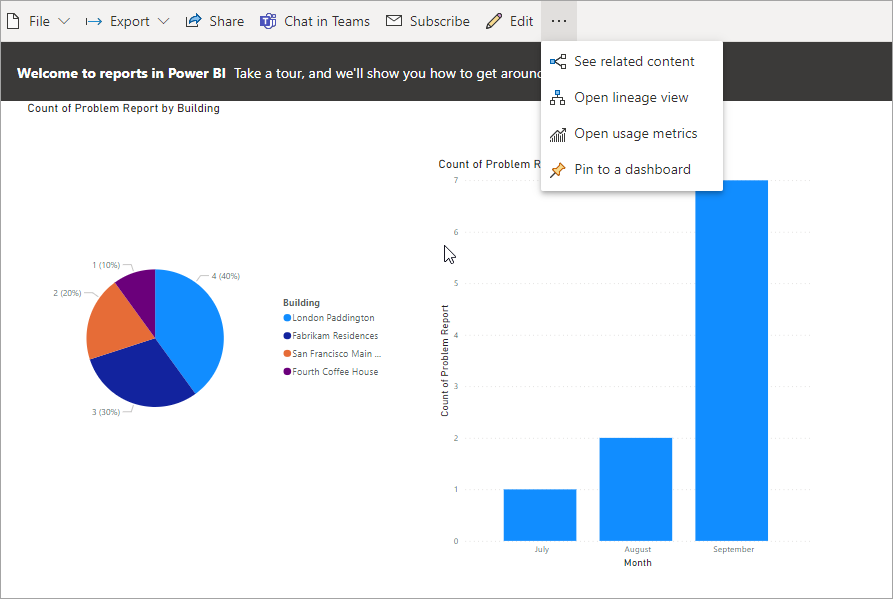 File Export Share Chat in Teams Subscribe Edit ...
See related content
Open lineage view
Open usage metrics
Pin to a dashboard
Welcome to reports in Power BI Take a tour, and we'll show you how to get around
Count of Problem Report by Building
1 (10%)
2 (20%)
4 (40%)
3 (30%)
Building
London Paddington
Fabrikam Residences
San Francisco Main ...
Fourth Coffee House
Count of Problem R
Count of Problem Report
7
6
5
4
3
2
1
0
July August September
Month